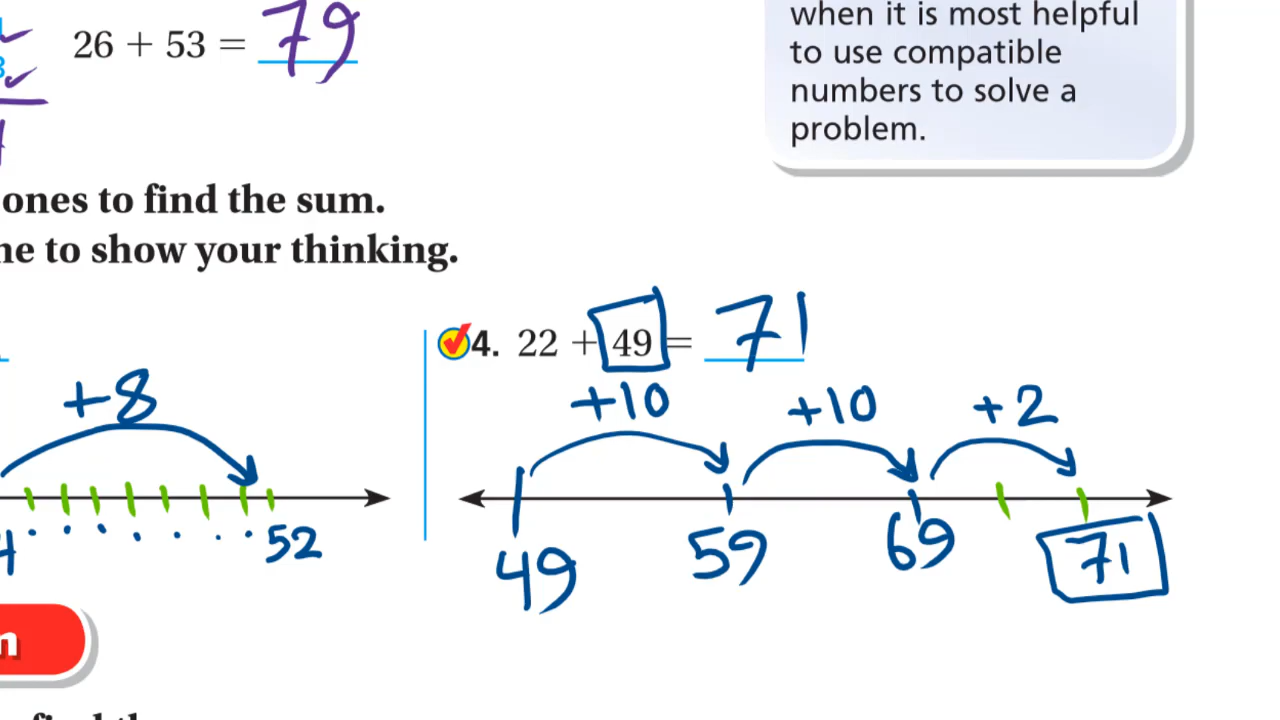 26 + 53 = 79
when it is most helpful
to use compatible
numbers to solve a
problem.
ones to find the sum.
to show your thinking.
4. 22 + 49 = 71
+8
+10 +10 +2
52
49 59 69 71